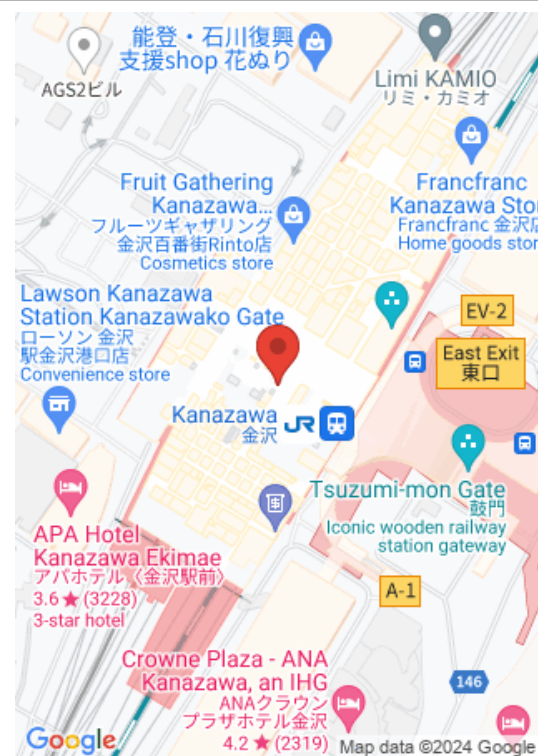 能登・石川復興
支援shop 花ぬり
AGS2ビル
Limi KAMIO
リミ・カミオ
Fruit Gathering
Kanazawa...
フルーツギャザリング
金沢百番街Rinto店
Cosmetics store
Francfranc
Kanazawa Sto
Francfranc 金沢店
Home goods stor
Lawson Kanazawa
Station Kanazawako Gate
ローソン 金沢
駅金沢港口店
Convenience store
EV-2
East Exit
東口
Kanazawa
金沢
JR
Tsuzumi-mon Gate
鼓門
Iconic wooden railway
station gateway
APA Hotel
Kanazawa Ekimae
アパホテル〈金沢駅前〉
3.6★(3228)
3-star hotel
A-1
Crowne Plaza - ANA
Kanazawa, an IHG
ANAクラウン
プラザホテル金沢
4.2★(2319)
146
Google
Map data ©2024 Google